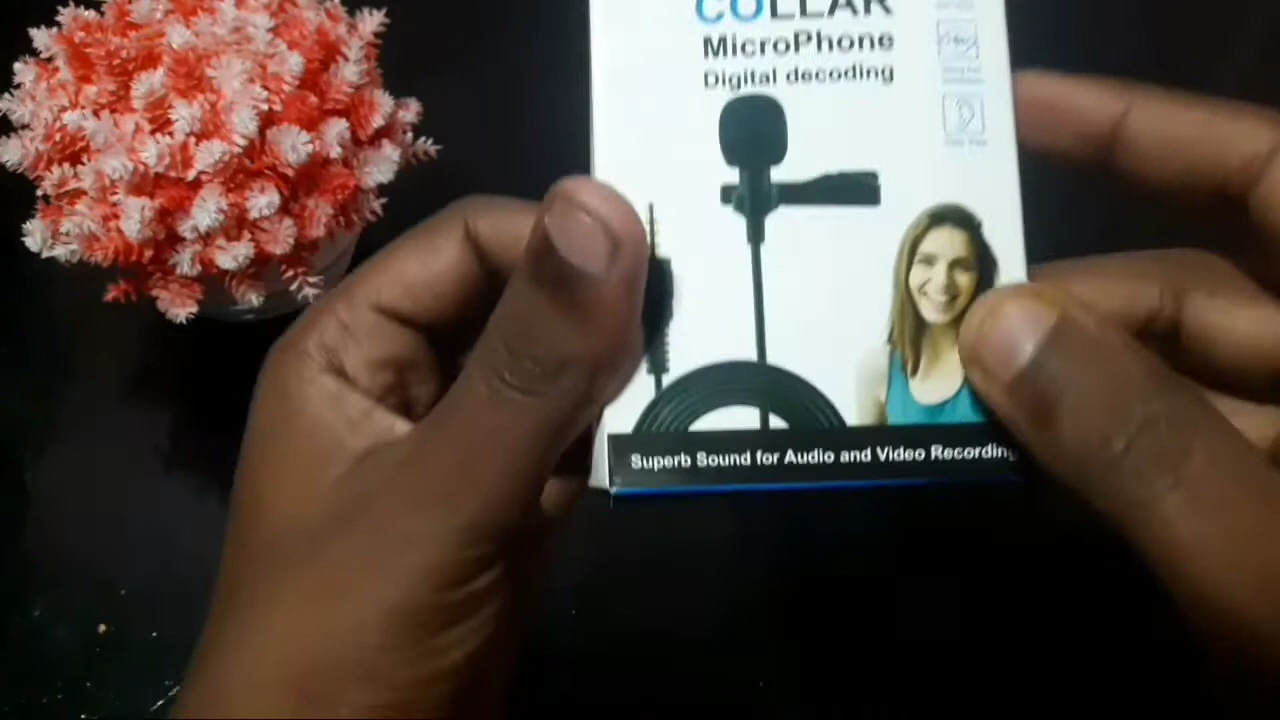 COLLAR
MicroPhone
Digital decoding
Superb Sound for Audio and Video Recording